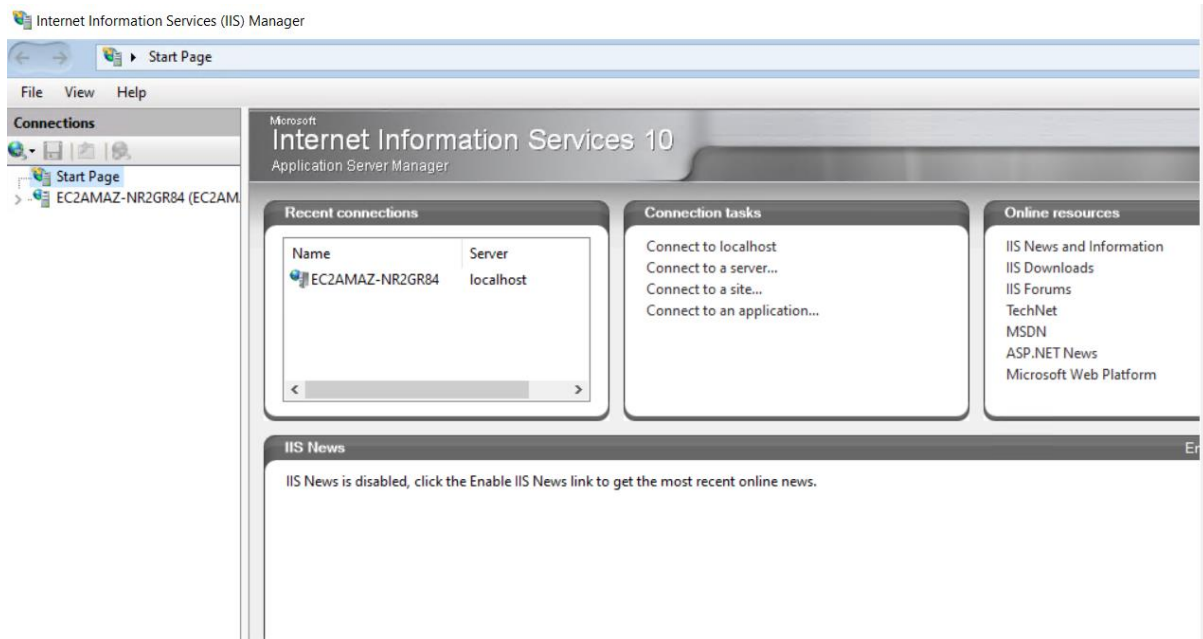 Internet Information Services (IIS) Manager
Start Page
File View Help
Connections
Start Page
EC2AMAZ-NR2GR84 (EC2AM
Microsoft
Internet Information Services 10
Application Server Manager
Recent connections
Name Server
EC2AMAZ-NR2GR84 localhost
Connection tasks
Connect to localhost
Connect to a server...
Connect to a site...
Connect to an application...
Online resources
IIS News and Information
IIS Downloads
IIS Forums
TechNet
MSDN
ASP.NET News
Microsoft Web Platform
IIS News
IIS News is disabled, click the Enable IIS News link to get the most recent online news.